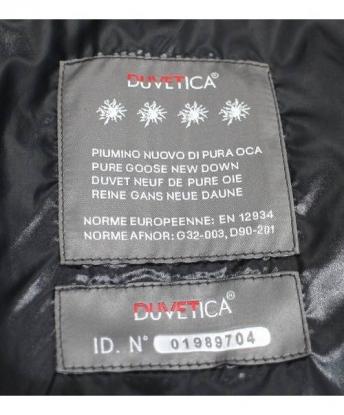 DUVETICA®
PIUMINO NUOVO DI PURA OCA
PURE GOOSE NEW DOWN
DUVET NEUF DE PURE OIE
REINE GANS NEUE DAUNE
NORME EUROPEENNE: EN 12934
NORME AFNOR: G32-003, D90-201
DUVETICA®
ID. N° 01989704